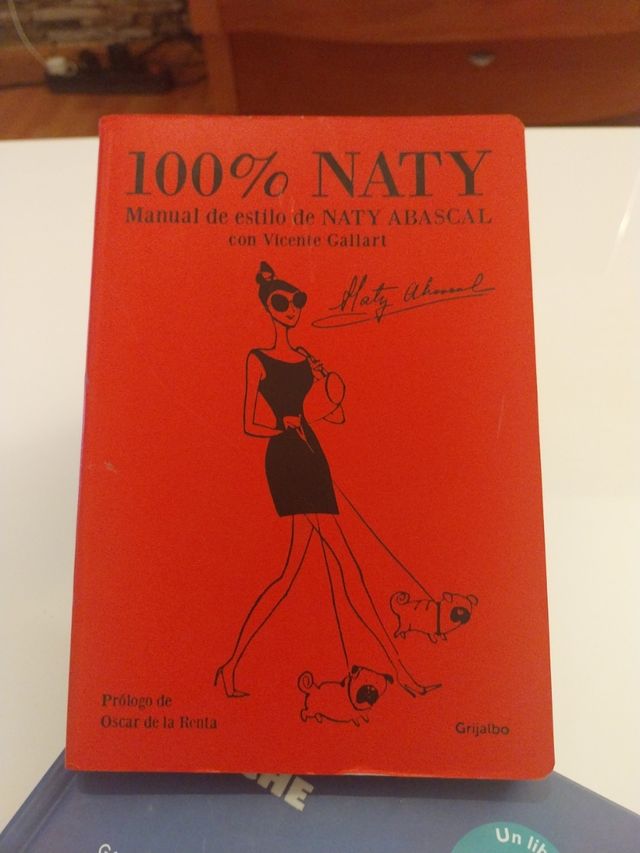 100% NATY
Manual de estilo de NATY ABASCAL
con Vicente Gallart
Naty Abascal
Prólogo de
Oscar de la Renta
Grijalbo
Un lib